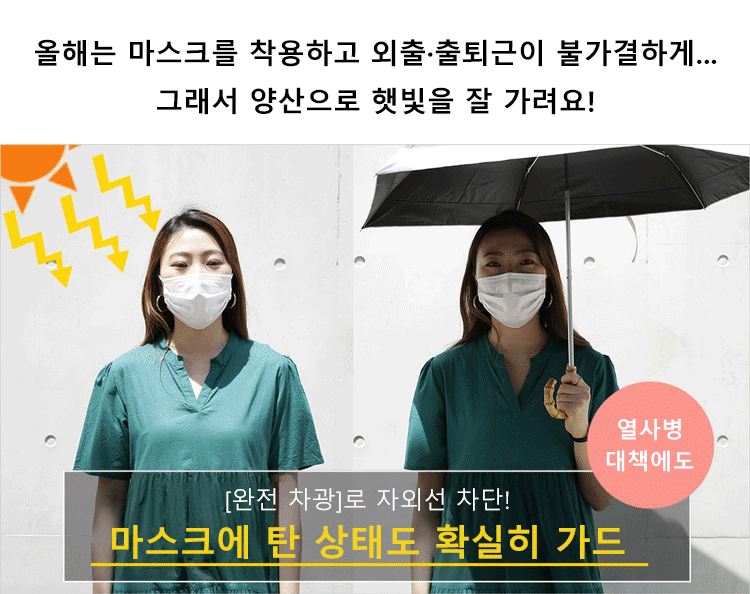 올해는 마스크를 착용하고 외출·출퇴근이 불가결하게...
그래서 양산으로 햇빛을 잘 가려요!
열사병
대책에도
[완전 차광]로 자외선 차단!
마스크에 탄 상태도 확실히 가드